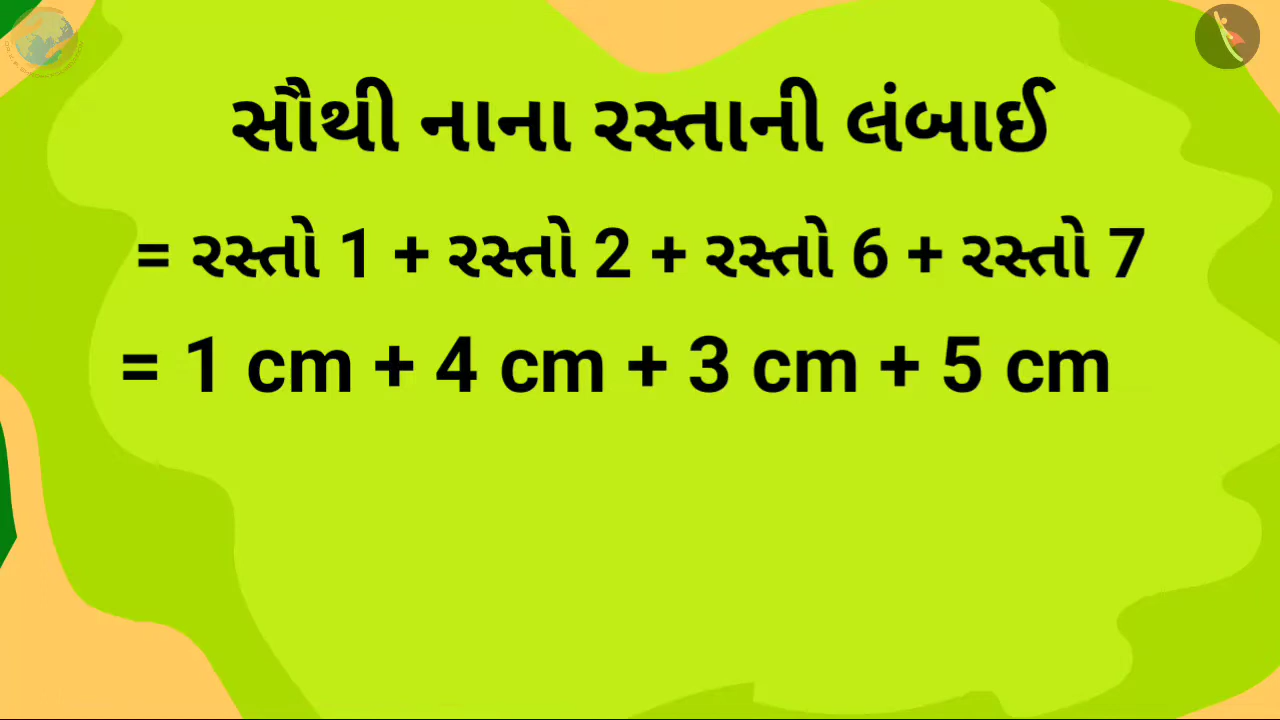 સૌથી નાના રસ્તાની લંબાઈ
= રસ્તો 1 + રસ્તો 2 + રસ્તો 6 + રસ્તો 7
= 1 cm + 4 cm + 3 cm + 5 cm